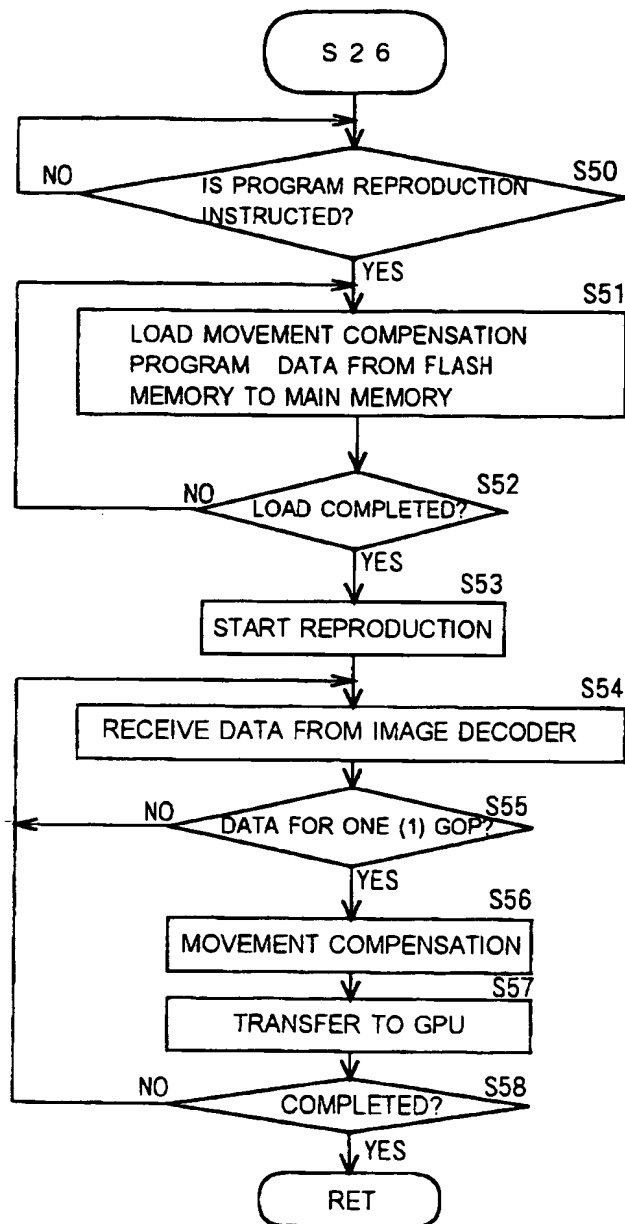 S 2 6
NO
S50
IS PROGRAM REPRODUCTION
INSTRUCTED?
YES
S51
LOAD MOVEMENT COMPENSATION
PROGRAM DATA FROM FLASH
MEMORY TO MAIN MEMORY
NO
S52
LOAD COMPLETED?
YES
S53
START REPRODUCTION
S54
RECEIVE DATA FROM IMAGE DECODER
NO
S55
DATA FOR ONE (1) GOP?
YES
S56
MOVEMENT COMPENSATION
S57
TRANSFER TO GPU
NO
S58
COMPLETED?
YES
RET